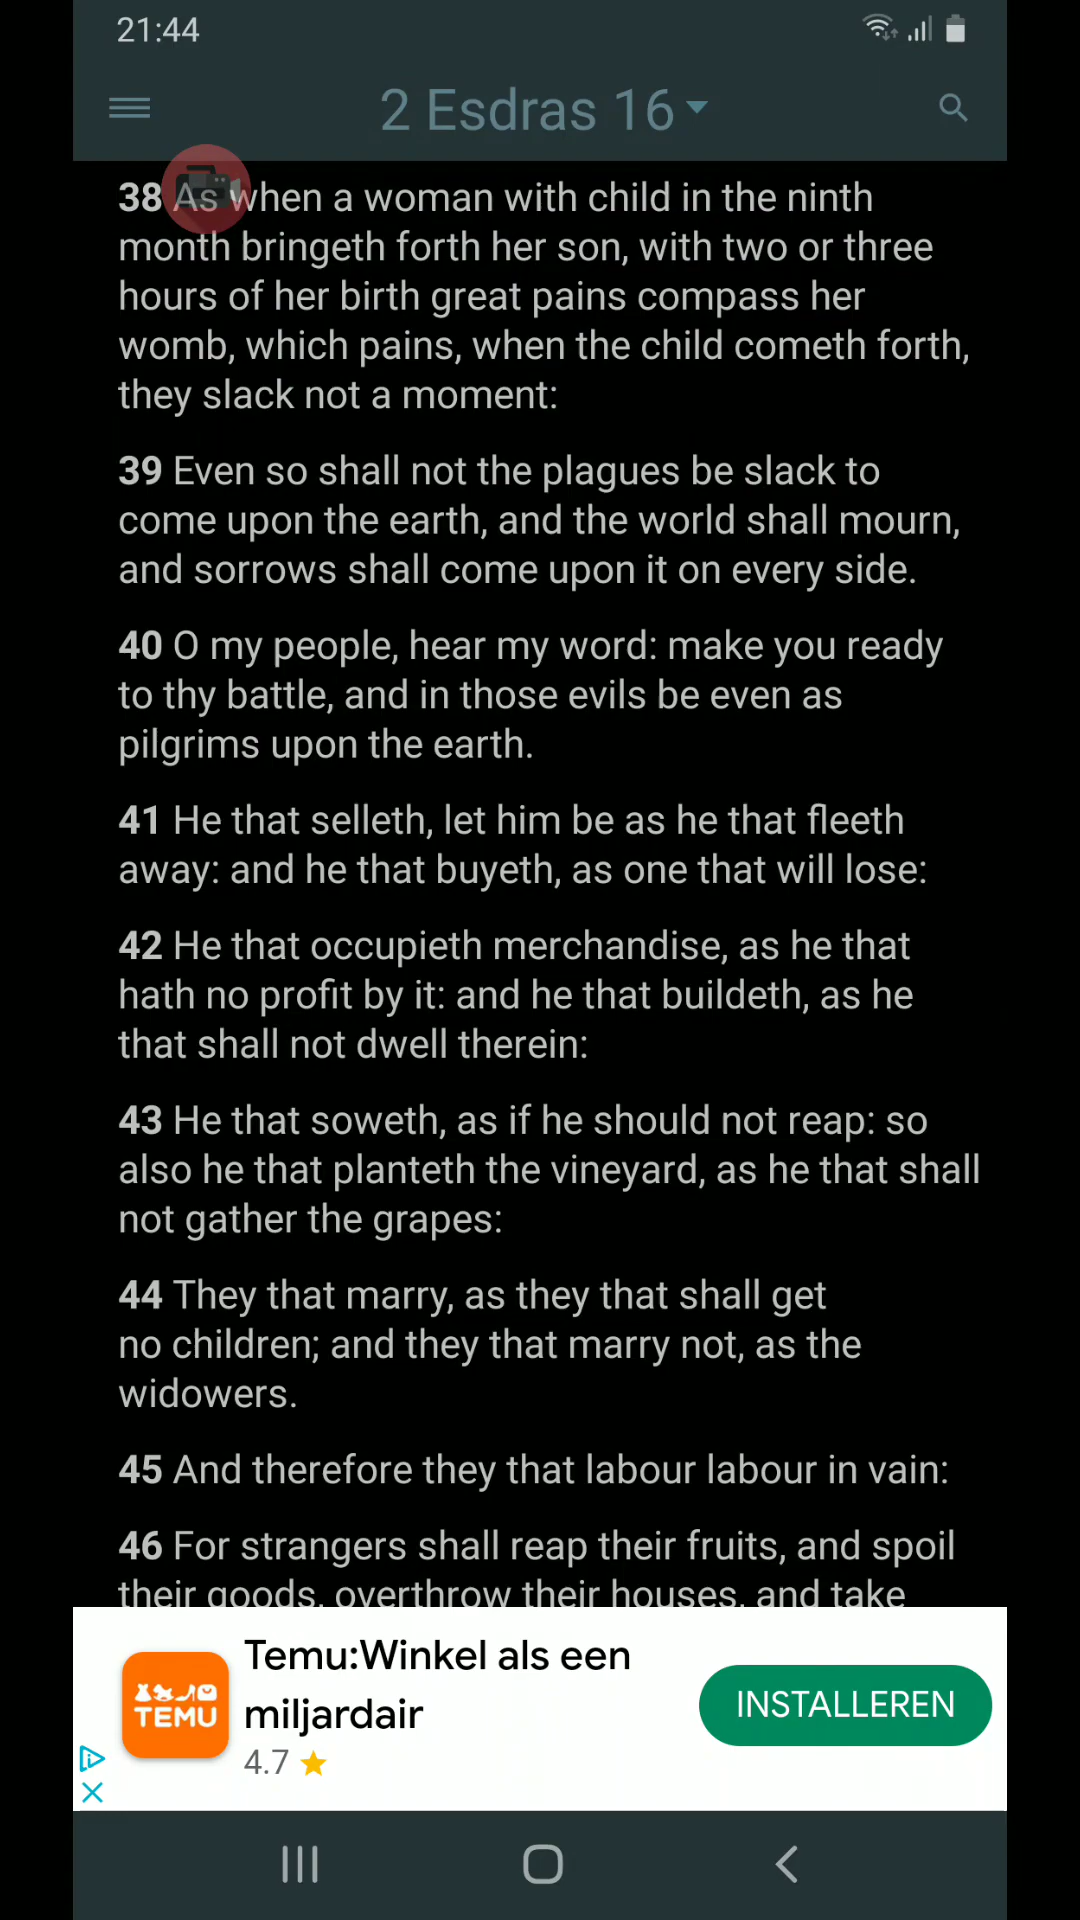 21:44
2 Esdras 16
38 As when a woman with child in the ninth
month bringeth forth her son, with two or three
hours of her birth great pains compass her
womb, which pains, when the child cometh forth,
they slack not a moment:
39 Even so shall not the plagues be slack to
come upon the earth, and the world shall mourn,
and sorrows shall come upon it on every side.
40 O my people, hear my word: make you ready
to thy battle, and in those evils be even as
pilgrims upon the earth.
41 He that selleth, let him be as he that fleeth
away: and he that buyeth, as one that will lose:
42 He that occupieth merchandise, as he that
hath no profit by it: and he that buildeth, as he
that shall not dwell therein:
43 He that soweth, as if he should not reap: so
also he that planteth the vineyard, as he that shall
not gather the grapes:
44 They that marry, as they that shall get
no children; and they that marry not, as the
widowers.
45 And therefore they that labour labour in vain:
46 For strangers shall reap their fruits, and spoil
their goods, overthrow their houses, and take
Temu:Winkel als een
miljardair
4.7
TEMU
INSTALLEREN